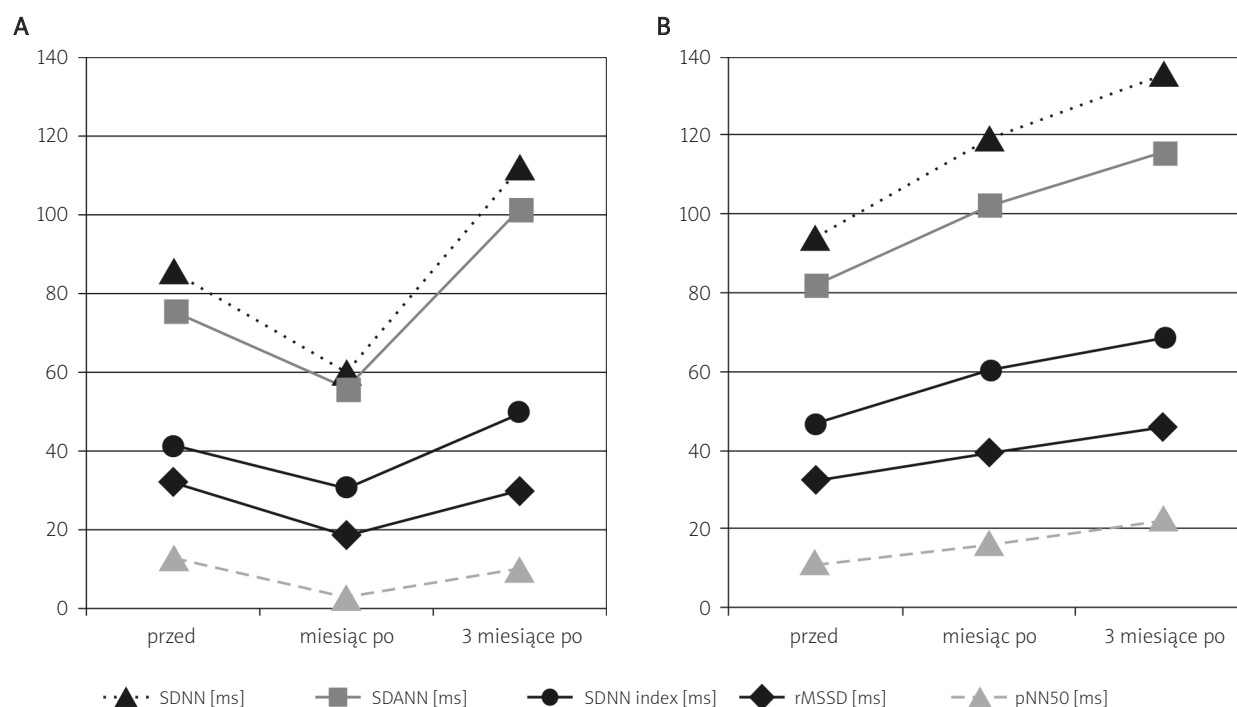 A
B
140
120
100
80
60
40
20
0
przed
miesiąc po
3 miesiące po
140
120
100
80
60
40
20
0
przed
miesiąc po
3 miesiące po
SDNN [ms]
SDANN [ms]
SDNN index [ms]
rMSSD [ms]
pNN50 [ms]